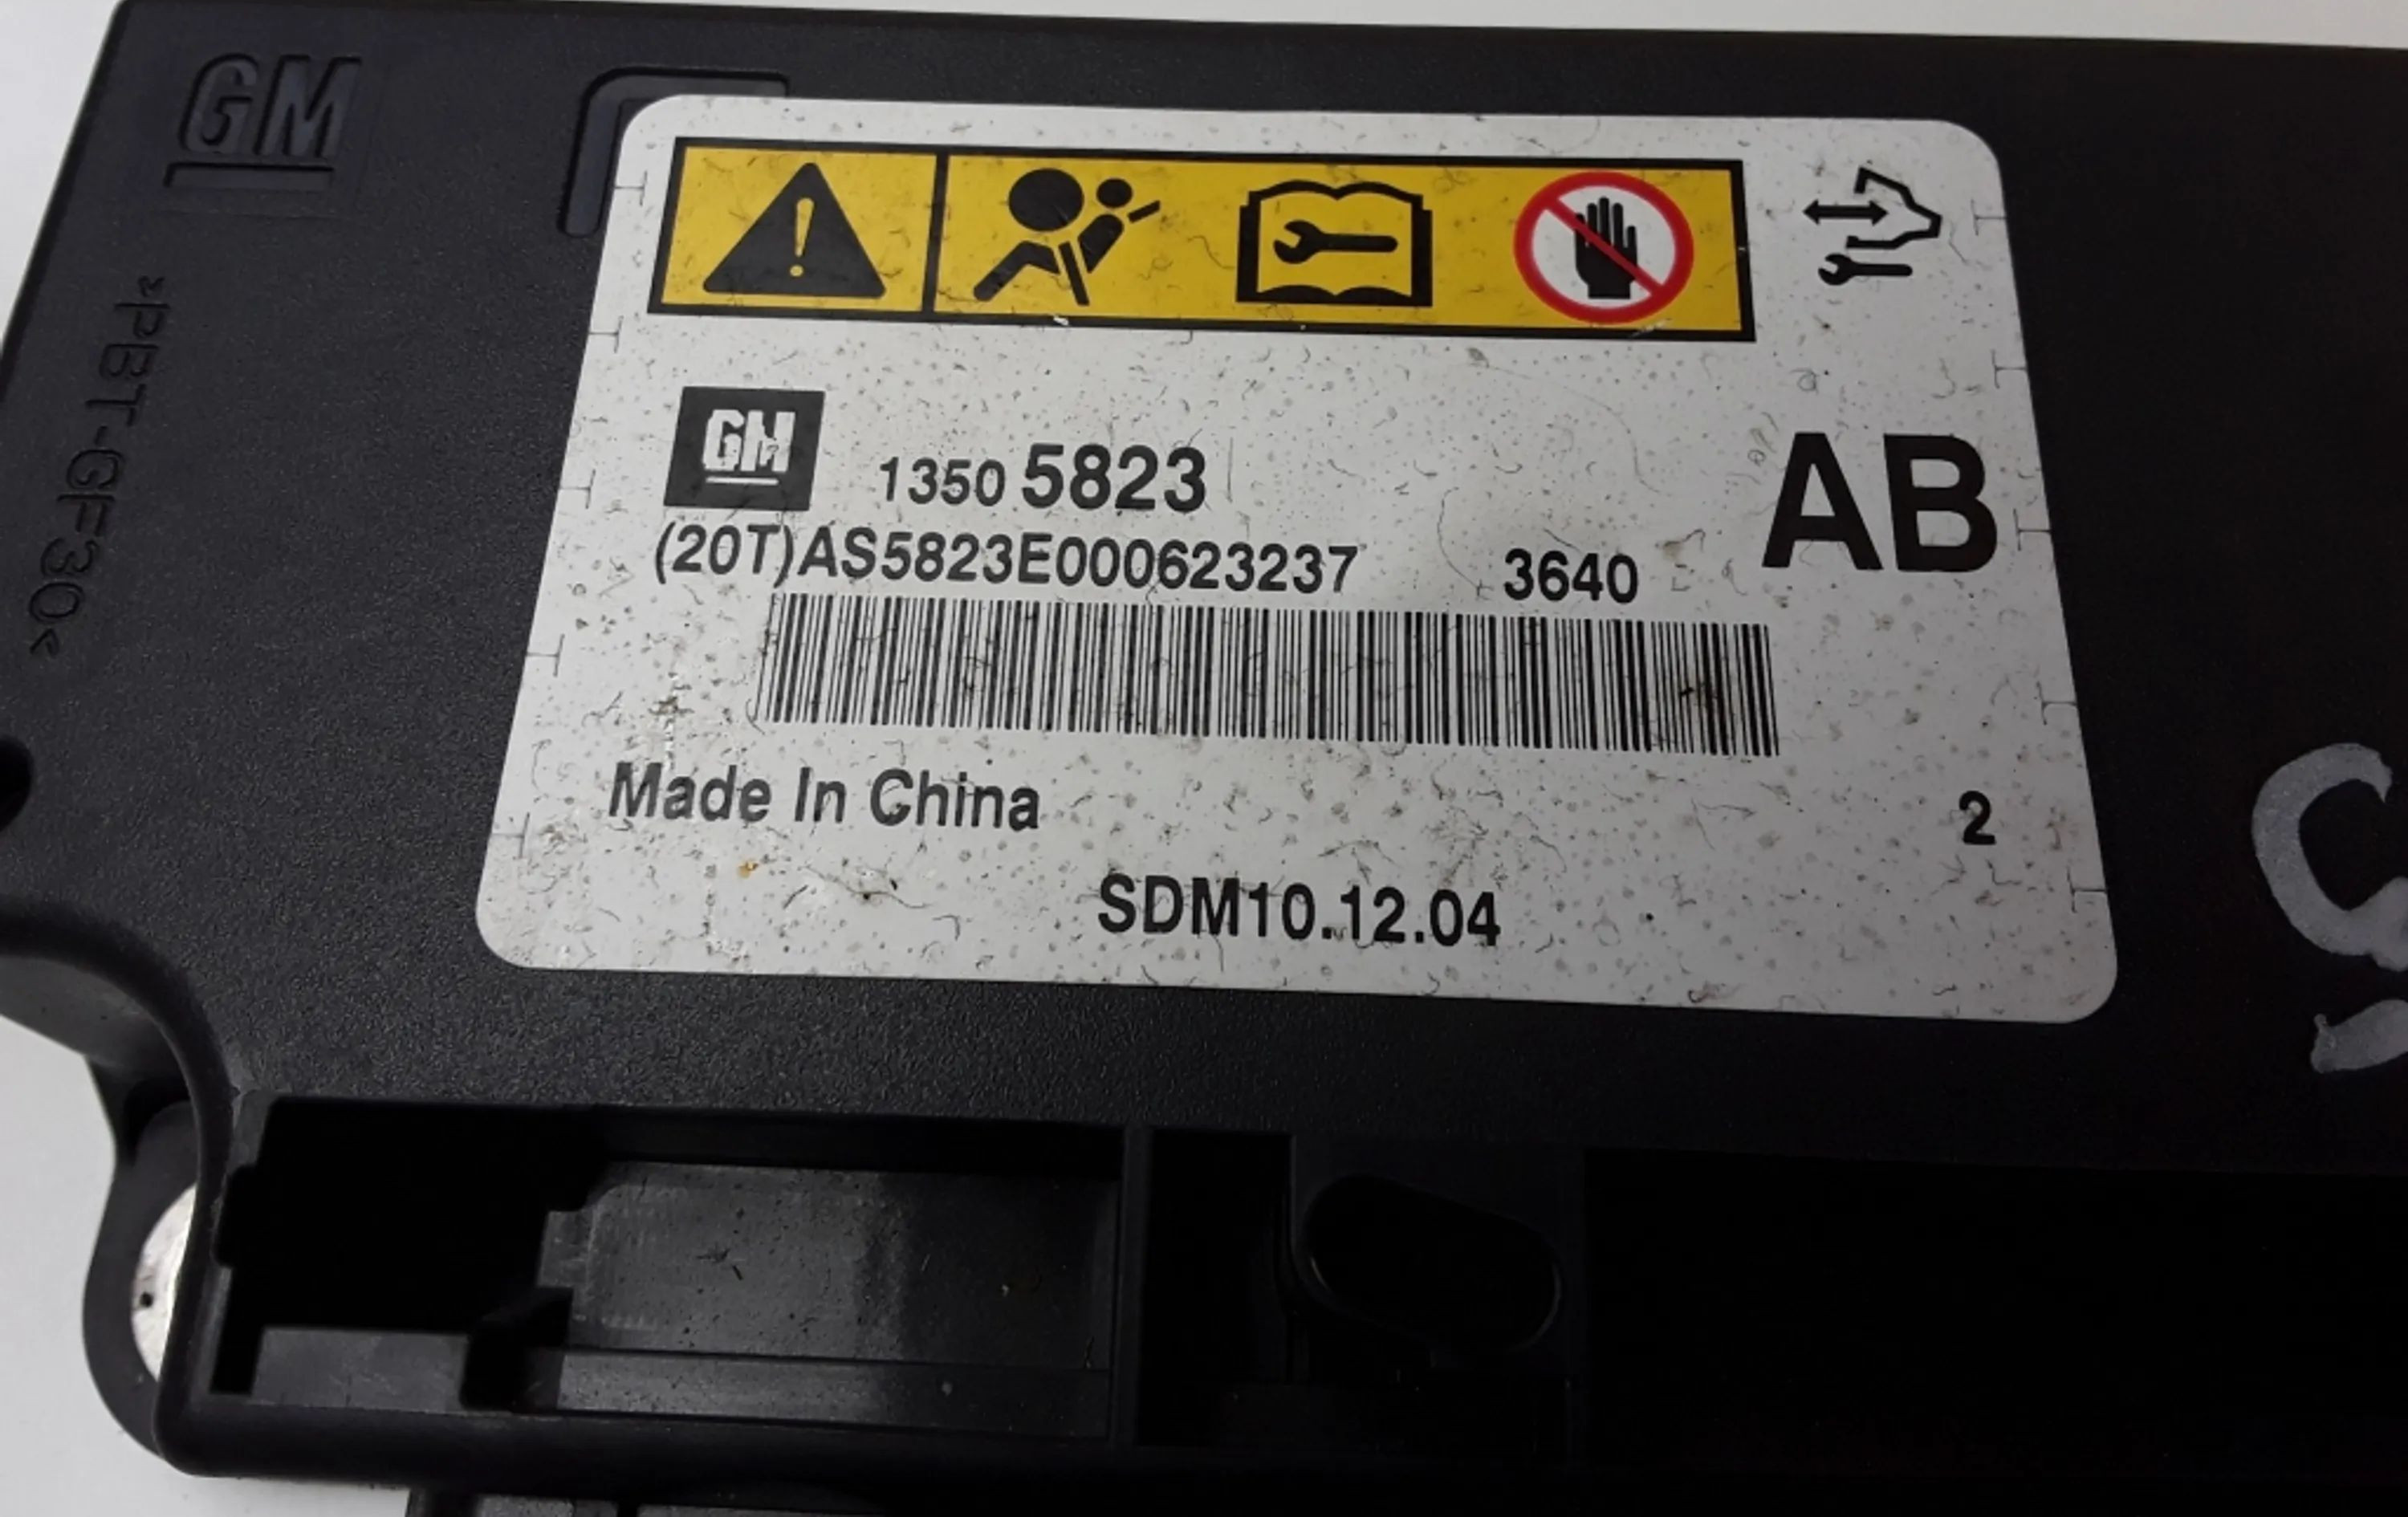 GM
>PBT-GF30<
GM
1350 5823
AB
(20T)AS5823E000623237 3640
Made In China
2
SDM10.12.04